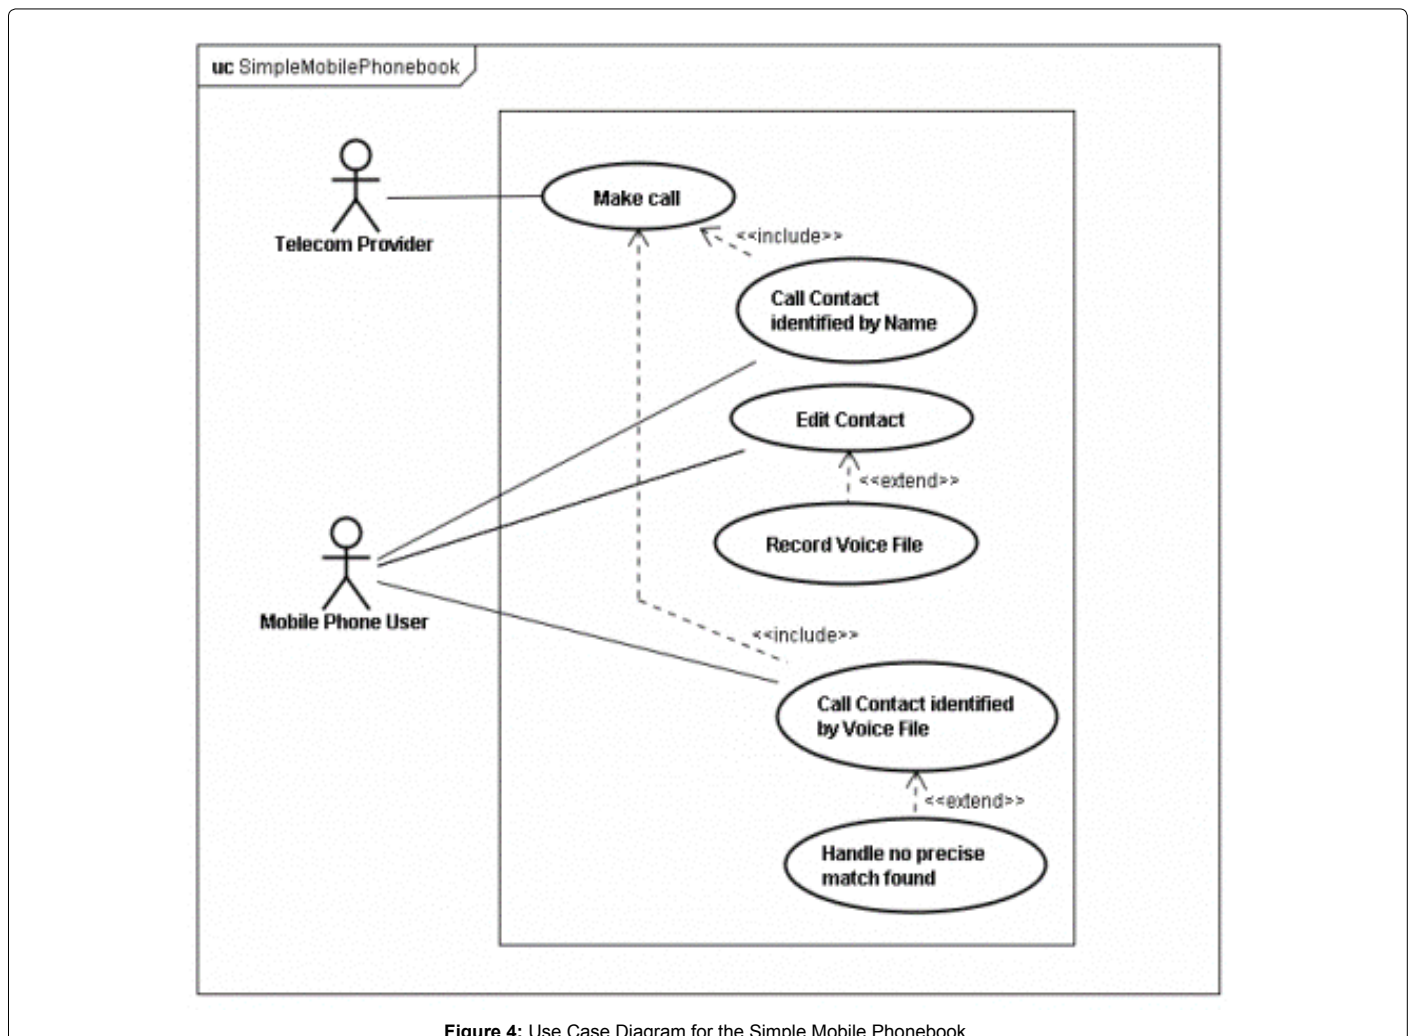 uc SimpleMobilePhonebook
Make call
Telecom Provider
<<include>>
Call Contact
identified by Name
Edit Contact
<<extend>>
Record Voice File
Mobile Phone User
<<include>>
Call Contact identified
by Voice File
<<extend>>
Handle no precise
match found
Figure 4: Use Case Diagram for the Simple Mobile Phonebook